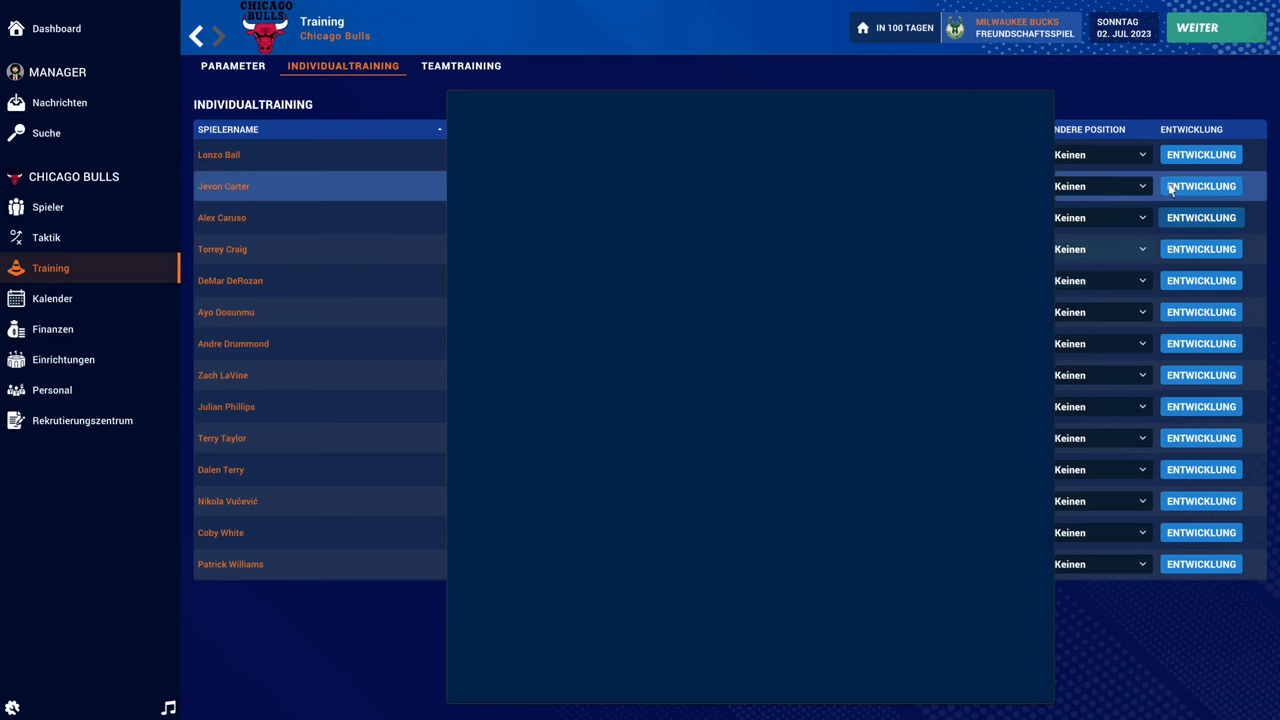 CHICAGO
BULLS
Training
Chicago Bulls
IN 100 TAGEN
MILWAUKEE BUCKS
FREUNDSCHAFTSSPIEL
SONNTAG
02. JUL 2023
WEITER
Dashboard
MANAGER
Nachrichten
Suche
CHICAGO BULLS
Spieler
Taktik
Training
Kalender
Finanzen
Einrichtungen
Personal
Rekrutierungszentrum
PARAMETER INDIVIDUALTRAINING TEAMTRAINING
INDIVIDUALTRAINING
SPIELERNAME NDERE POSITION ENTWICKLUNG
Lonzo Ball Keinen ENTWICKLUNG
Jevon Carter Keinen ENTWICKLUNG
Alex Caruso Keinen ENTWICKLUNG
Torrey Craig Keinen ENTWICKLUNG
DeMar DeRozan Keinen ENTWICKLUNG
Ayo Dosunmu Keinen ENTWICKLUNG
Andre Drummond Keinen ENTWICKLUNG
Zach LaVine Keinen ENTWICKLUNG
Julian Phillips Keinen ENTWICKLUNG
Terry Taylor Keinen ENTWICKLUNG
Dalen Terry Keinen ENTWICKLUNG
Nikola Vučević Keinen ENTWICKLUNG
Coby White Keinen ENTWICKLUNG
Patrick Williams Keinen ENTWICKLUNG